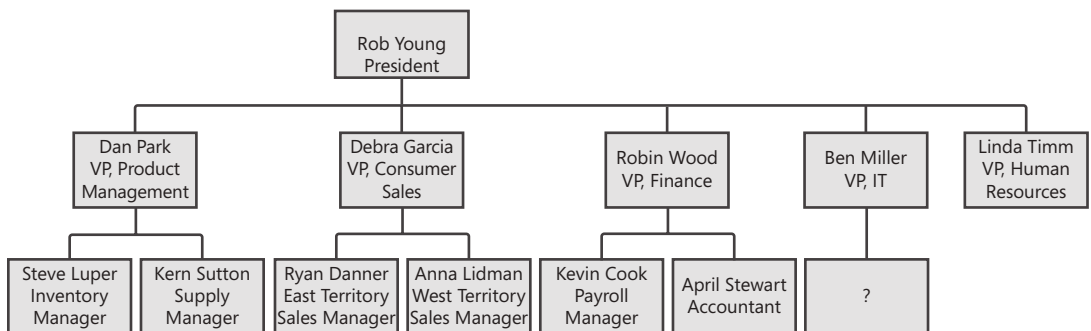 Rob Young
President
Dan Park
VP, Product
Management
Debra Garcia
VP, Consumer
Sales
Robin Wood
VP, Finance
Ben Miller
VP, IT
Linda Timm
VP, Human
Resources
Steve Luper
Inventory
Manager
Kern Sutton
Supply
Manager
Ryan Danner
East Territory
Sales Manager
Anna Lidman
West Territory
Sales Manager
Kevin Cook
Payroll
Manager
April Stewart
Accountant
?